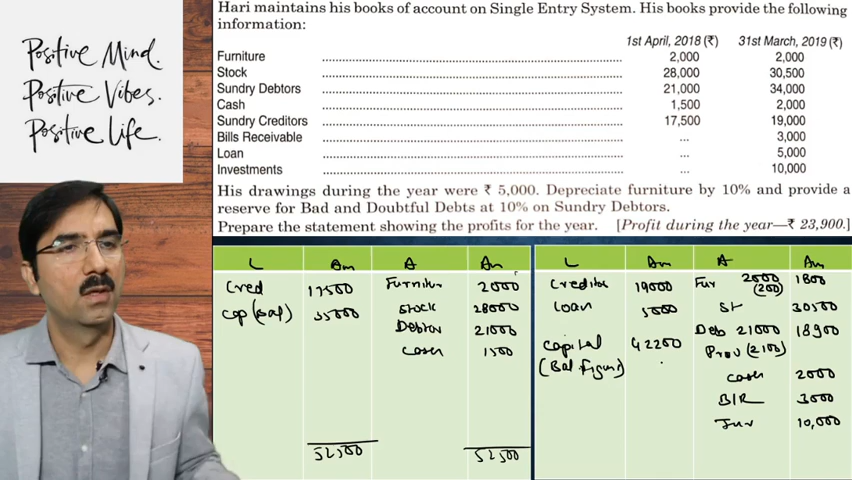 Positive Mind.
Positive Vibes.
Positive Life.
Hari maintains his books of account on Single Entry System. His books provide the following
information:
1st April, 2018 (₹) 31st March, 2019 (₹)
Furniture ........ 2,000 2,000
Stock ........ 28,000 30,500
Sundry Debtors ........ 21,000 34,000
Cash ........ 1,500 2,000
Sundry Creditors ........ 17,500 19,000
Bills Receivable ........ ... 3,000
Loan ........ ... 5,000
Investments ........ ... 10,000
His drawings during the year were ₹ 5,000. Depreciate furniture by 10% and provide a
reserve for Bad and Doubtful Debts at 10% on Sundry Debtors.
Prepare the statement showing the profits for the year. [Profit during the year—₹ 23,900.]
L Am A Am
Cred 17500 Furnitur 2000
Cap (Bal) 35000 Stock 28000
Debtor 21000
cash 1500
52500 52500
L Am A Am
Creditor 19000 Fur 2000 (200) 1800
Loan 5000 St 30500
Capital (Bal Figure) 42200 Deb 21000 18900
Prov (2100)
cash 2000
B/R 3000
Inv 10,000